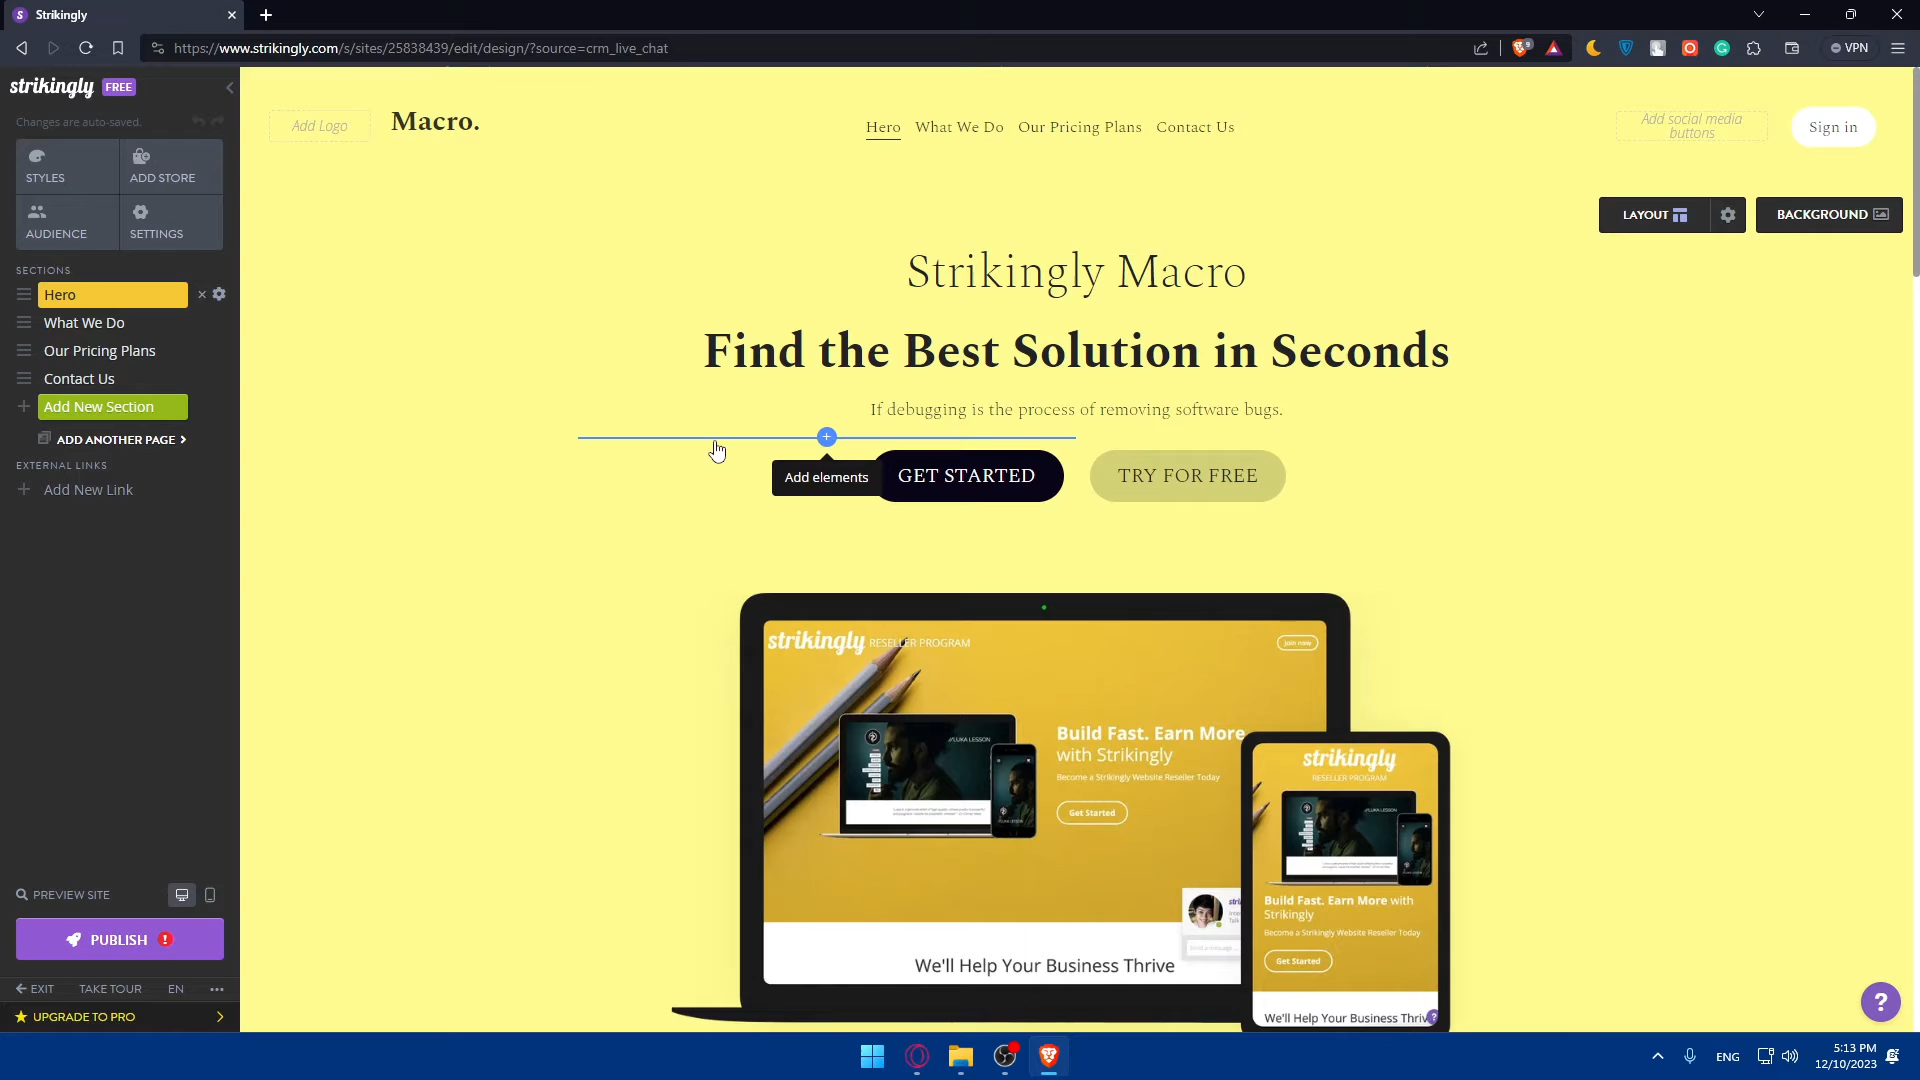 Strikingly
https://www.strikingly.com/s/sites/25838439/edit/design/?source=crm_live_chat
9
VPN
strikingly FREE
Changes are auto-saved.
STYLES
ADD STORE
AUDIENCE
SETTINGS
SECTIONS
Hero
What We Do
Our Pricing Plans
Contact Us
Add New Section
ADD ANOTHER PAGE
EXTERNAL LINKS
Add New Link
PREVIEW SITE
PUBLISH
EXIT TAKE TOUR EN
UPGRADE TO PRO
Add Logo
Macro.
Hero What We Do Our Pricing Plans Contact Us
Add social media
buttons
Sign in
LAYOUT
BACKGROUND
Strikingly Macro
Find the Best Solution in Seconds
If debugging is the process of removing software bugs.
Add elements
GET STARTED
TRY FOR FREE
strikingly RESELLER PROGRAM
Join now
//LUKA LESSON
Build Fast. Earn More
with Strikingly
Become a Strikingly Website Reseller Today
Get Started
We'll Help Your Business Thrive
strikingly
RESELLER PROGRAM
Build Fast. Earn More with
Strikingly
Become a Strikingly Website Reseller Today
Get Started
We'll Help Your Business Thriv
?
ENG
5:13 PM
12/10/2023